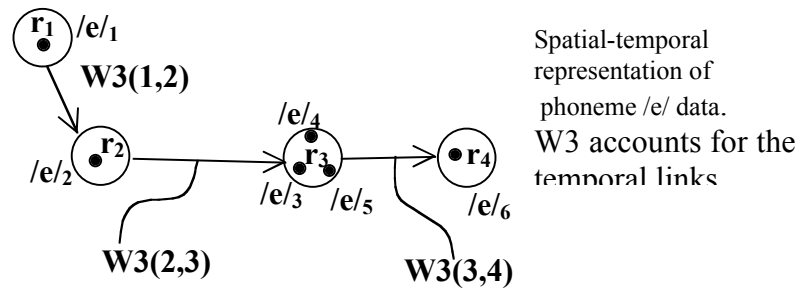 r₁ /e/₁
W3(1,2)
r₂
/e/₂
/e/₄
r₃
/e/₃
/e/₅
r₄
/e/₆
W3(2,3)
W3(3,4)
Spatial-temporal
representation of
phoneme /e/ data.
W3 accounts for the
temporal links